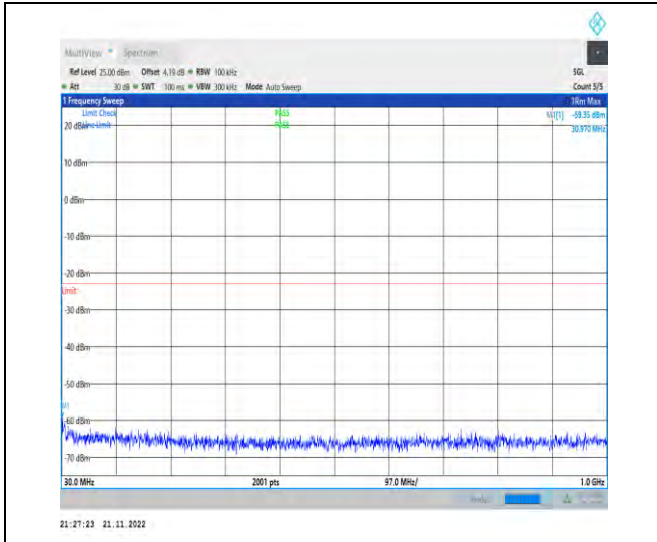 MultiView Spectrum
Ref Level 25.00 dBm Offset 4.19 dB RBW 100 kHz SGL
Att 30 dB SWT 100 ms VBW 300 kHz Mode Auto Sweep Count 5/5
1 Frequency Sweep 1Rm Max
Limit Check PASS M1[1] -59.35 dBm
20 dBm Line Limit PASS 30.970 MHz
10 dBm
0 dBm
-10 dBm
-20 dBm
Limit
-30 dBm
-40 dBm
-50 dBm
M1
-60 dBm
-70 dBm
30.0 MHz 2001 pts 97.0 MHz/ 1.0 GHz
21:27:23 21.11.2022